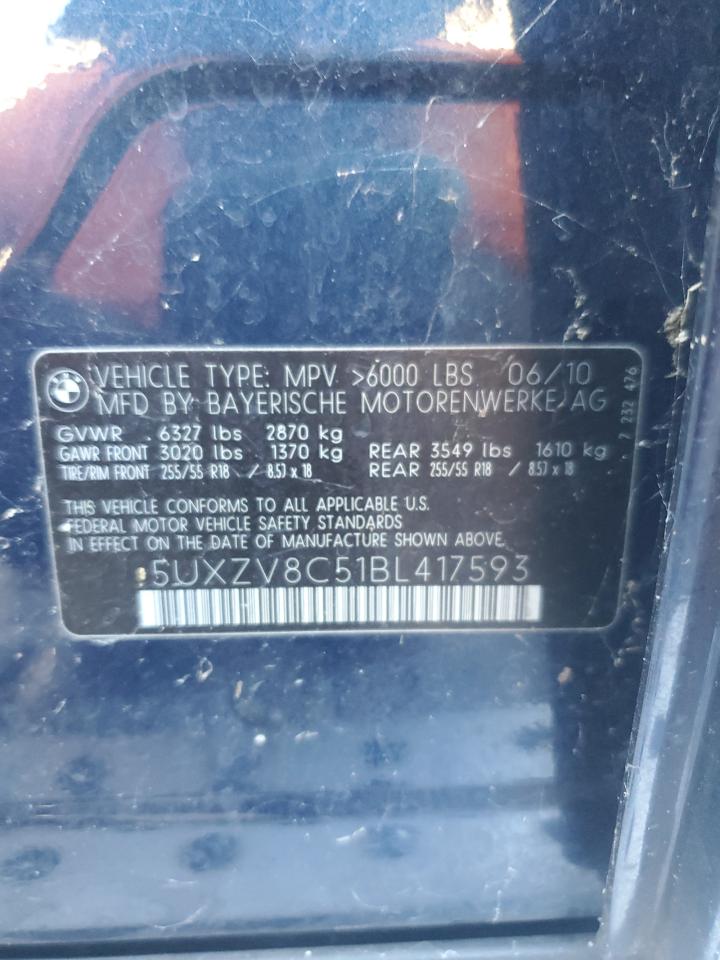 VEHICLE TYPE: MPV >6000 LBS 06/10
MFD BY BAYERISCHE MOTORENWERKE AG
GVWR 6327 lbs 2870 kg
GAWR FRONT 3020 lbs 1370 kg REAR 3549 lbs 1610 kg
TIRE/RIM FRONT 255/55 R18 / 8.5J x 18 REAR 255/55 R18 / 8.5J x 18
THIS VEHICLE CONFORMS TO ALL APPLICABLE U.S.
FEDERAL MOTOR VEHICLE SAFETY STANDARDS
IN EFFECT ON THE DATE OF MANUFACTURE SHOWN ABOVE.
5UXZV8C51BL417593
7 232 476